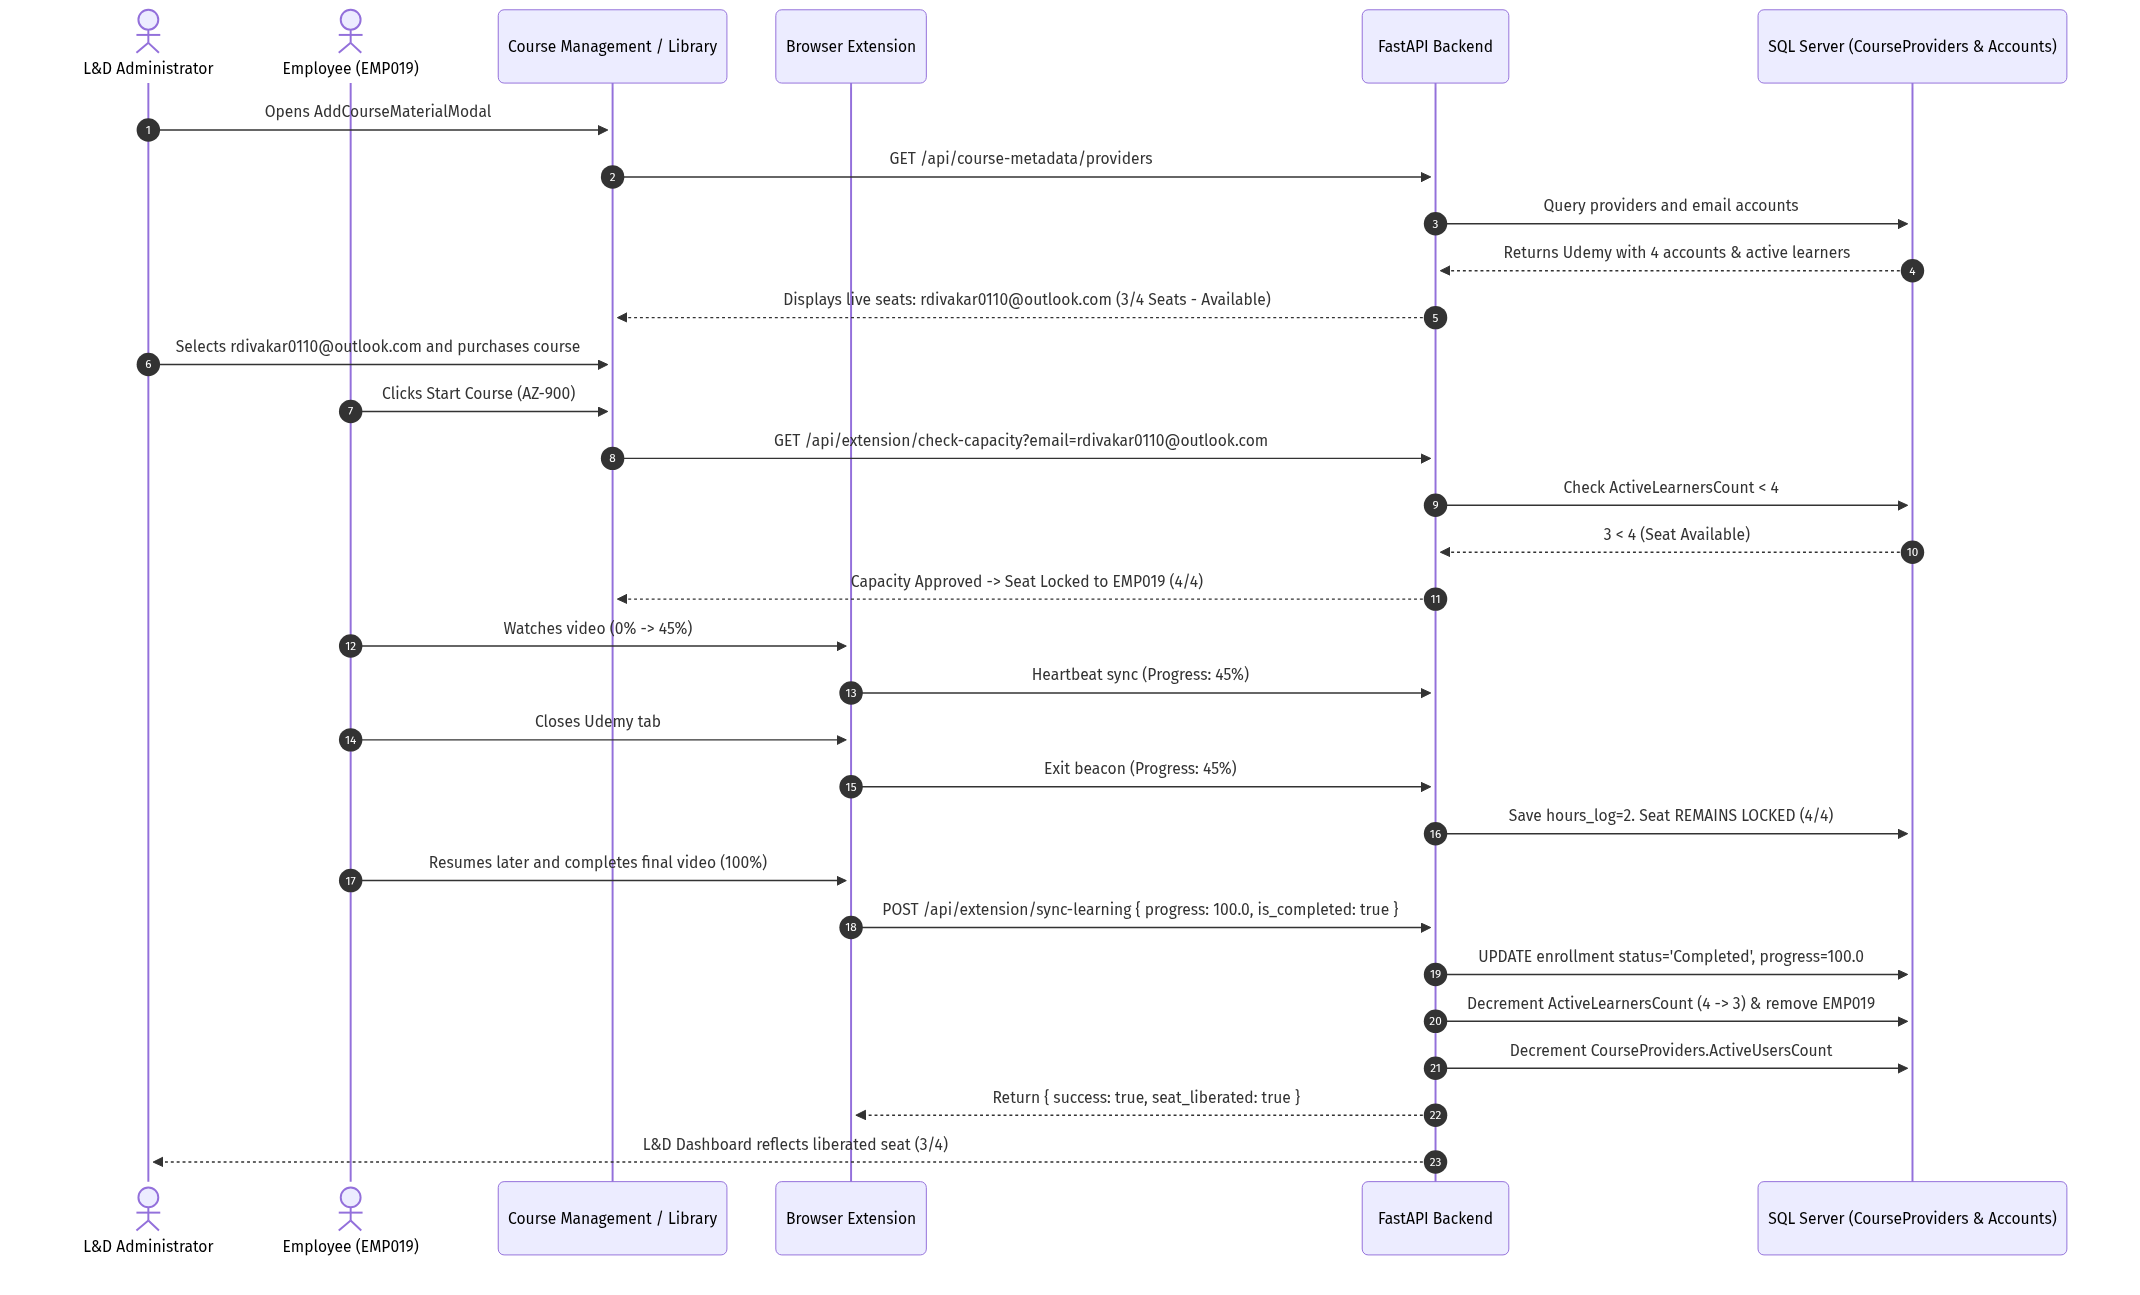 L&D Administrator
Employee (EMP019)
Course Management / Library
Browser Extension
FastAPI Backend
SQL Server (CourseProviders & Accounts)
Opens AddCourseMaterialModal
1
GET /api/course-metadata/providers
2
Query providers and email accounts
3
Returns Udemy with 4 accounts & active learners
4
Displays live seats: rdivakar0110@outlook.com (3/4 Seats - Available)
5
Selects rdivakar0110@outlook.com and purchases course
6
Clicks Start Course (AZ-900)
7
GET /api/extension/check-capacity?email=rdivakar0110@outlook.com
8
Check ActiveLearnersCount < 4
9
3 < 4 (Seat Available)
10
Capacity Approved -> Seat Locked to EMP019 (4/4)
11
Watches video (0% -> 45%)
12
Heartbeat sync (Progress: 45%)
13
Closes Udemy tab
14
Exit beacon (Progress: 45%)
15
Save hours_log=2. Seat REMAINS LOCKED (4/4)
16
Resumes later and completes final video (100%)
17
POST /api/extension/sync-learning { progress: 100.0, is_completed: true }
18
UPDATE enrollment status='Completed', progress=100.0
19
Decrement ActiveLearnersCount (4 -> 3) & remove EMP019
20
Decrement CourseProviders.ActiveUsersCount
21
Return { success: true, seat_liberated: true }
22
L&D Dashboard reflects liberated seat (3/4)
23
L&D Administrator
Employee (EMP019)
Course Management / Library
Browser Extension
FastAPI Backend
SQL Server (CourseProviders & Accounts)